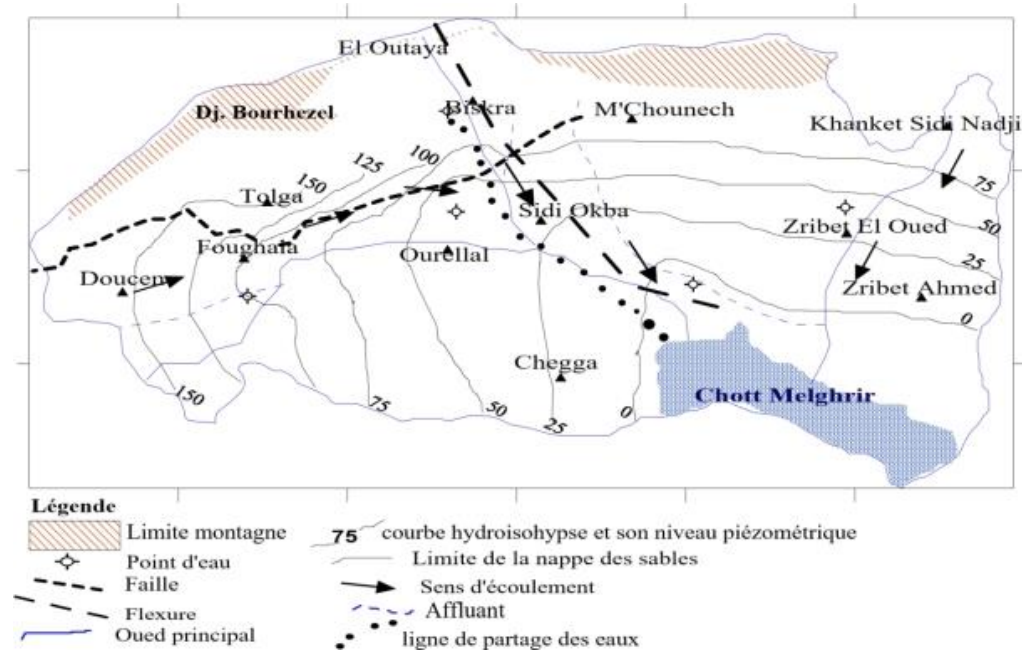 El Outaya
Dj. Bourhezel
Biskra
M'Chounech
Khanket Sidi Nadji
150
125
100
75
Tolga
Sidi Okba
50
Zribet El Oued
Foughala
Ourellal
25
Doucen
Zribet Ahmed
0
Chegga
Chott Melghrir
150
75
50
25
0
Légende
Limite montagne
75 courbe hydroisohypse et son niveau piézométrique
Point d'eau
Limite de la nappe des sables
Faille
Sens d'écoulement
Flexure
Affluant
Oued principal
ligne de partage des eaux